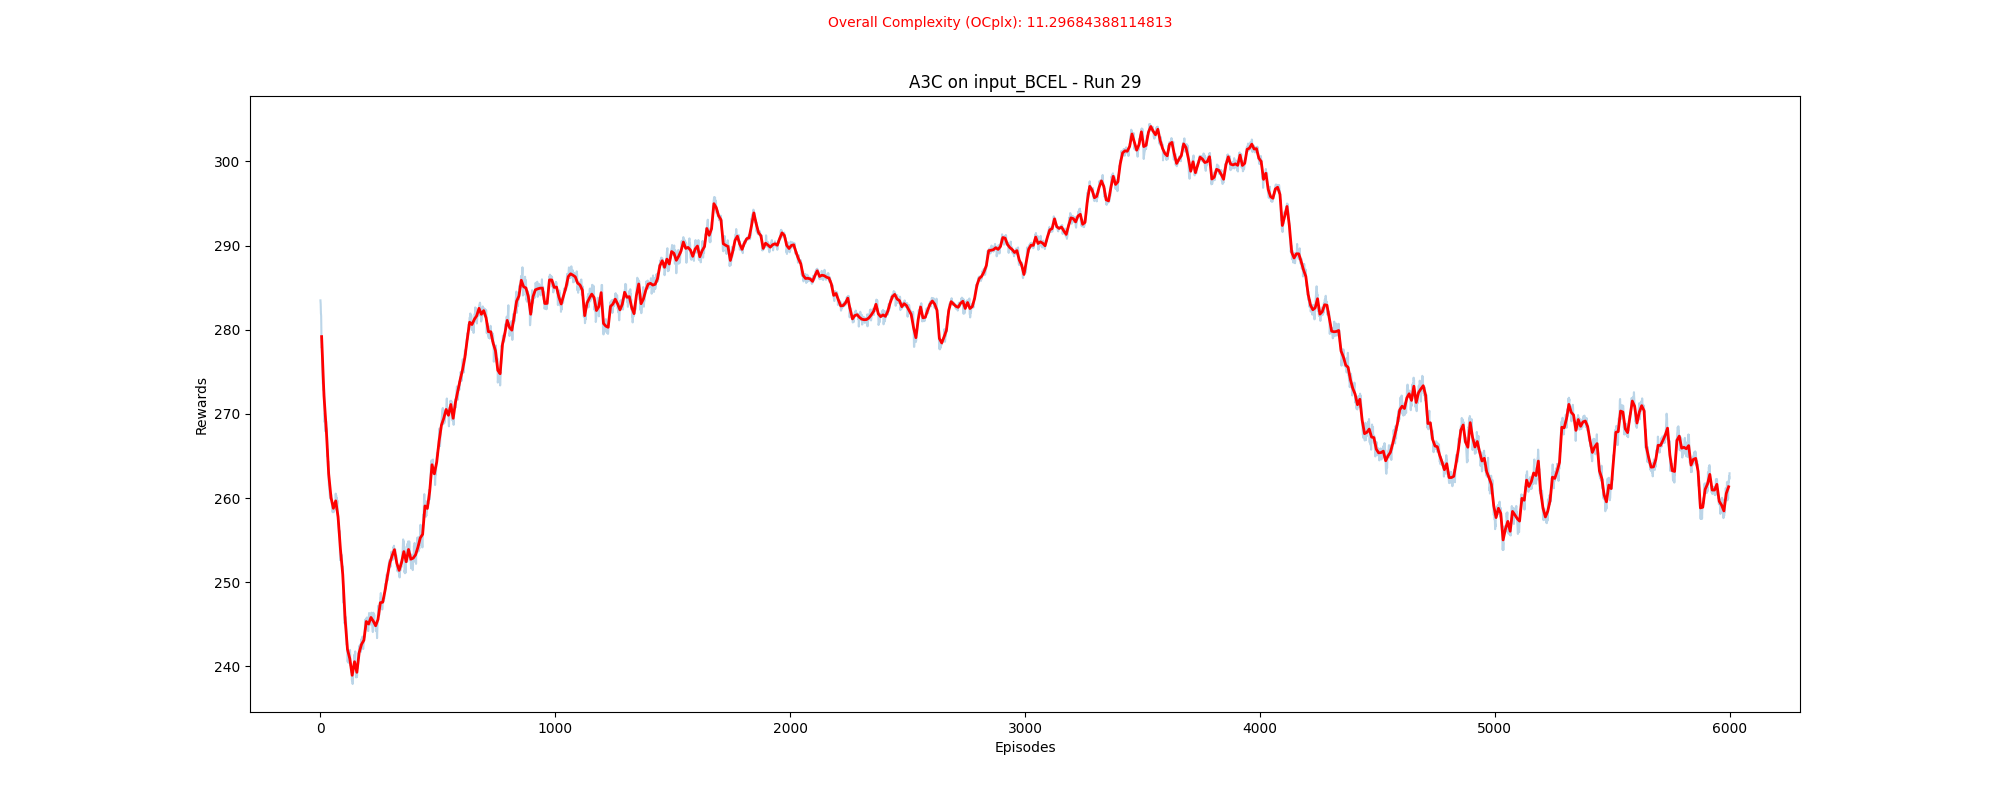 Overall Complexity (OCplx): 11.29684388114813
A3C on input_BCEL - Run 29
Rewards
300
290
280
270
260
250
240
0 1000 2000 3000 4000 5000 6000
Episodes